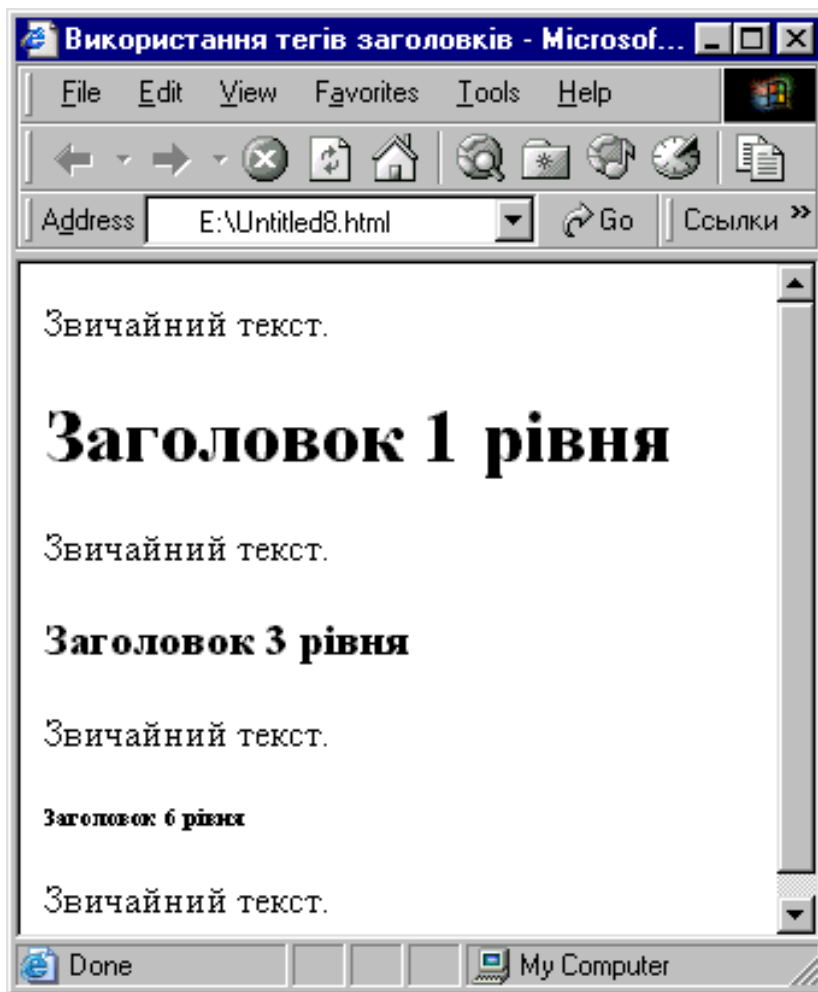 Використання тегів заголовків - Microsof...
File Edit View Favorites Tools Help
Address E:\Untitled8.html Go Ссылки »
Звичайний текст.
Заголовок 1 рівня
Звичайний текст.
Заголовок 3 рівня
Звичайний текст.
Заголовок 6 рівня
Звичайний текст.
Done My Computer